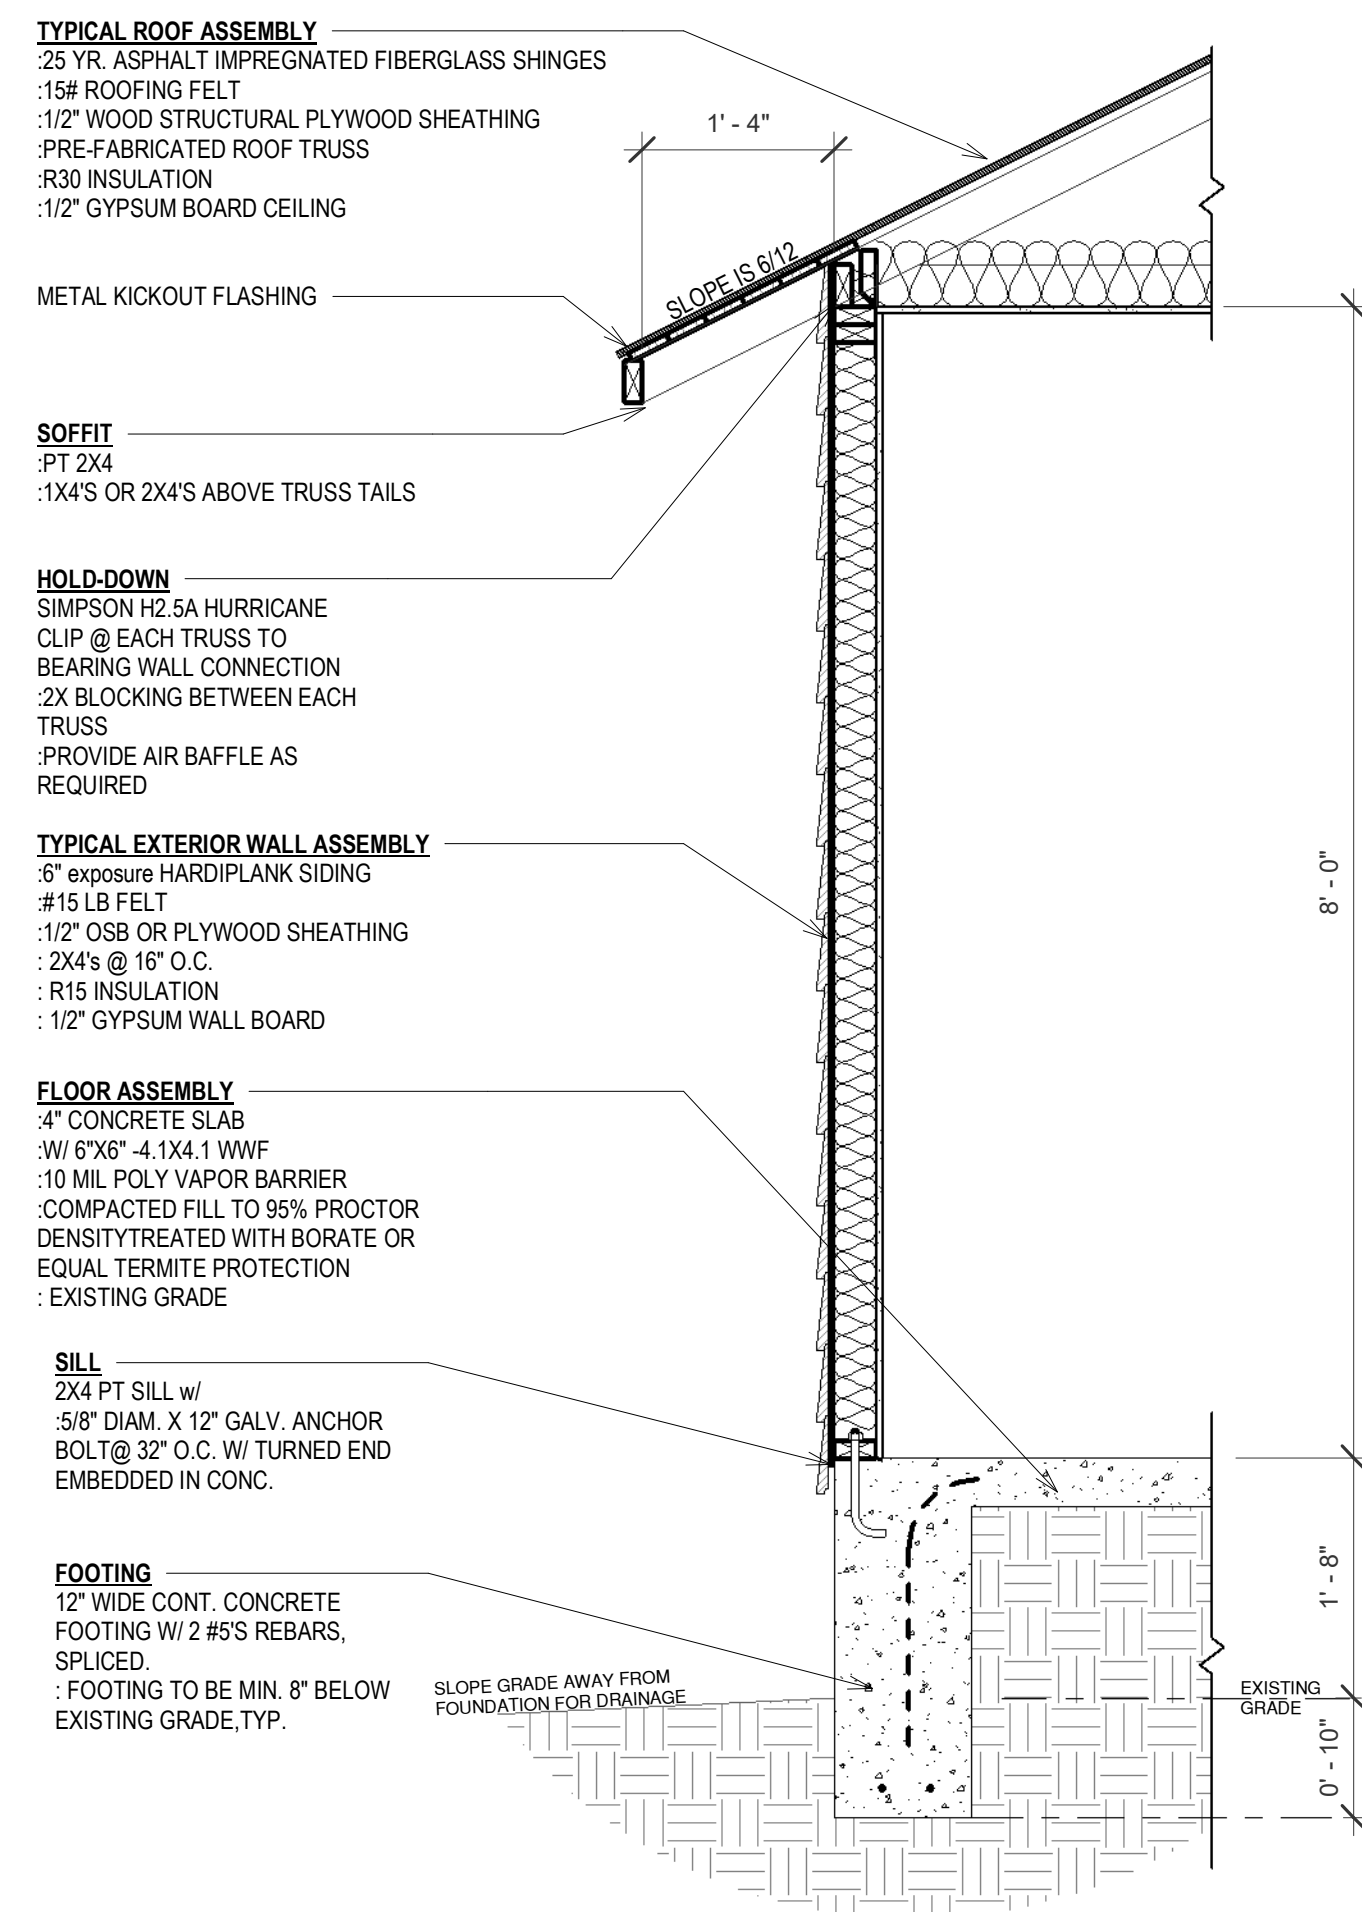 TYPICAL ROOF ASSEMBLY
:25 YR. ASPHALT IMPREGNATED FIBERGLASS SHINGES
:15# ROOFING FELT
:1/2" WOOD STRUCTURAL PLYWOOD SHEATHING
:PRE-FABRICATED ROOF TRUSS
:R30 INSULATION
:1/2" GYPSUM BOARD CEILING
1' - 4"
SLOPE IS 6/12
METAL KICKOUT FLASHING
SOFFIT
:PT 2X4
:1X4'S OR 2X4'S ABOVE TRUSS TAILS
HOLD-DOWN
SIMPSON H2.5A HURRICANE
CLIP @ EACH TRUSS TO
BEARING WALL CONNECTION
:2X BLOCKING BETWEEN EACH
TRUSS
:PROVIDE AIR BAFFLE AS
REQUIRED
TYPICAL EXTERIOR WALL ASSEMBLY
:6" exposure HARDIPLANK SIDING
:#15 LB FELT
:1/2" OSB OR PLYWOOD SHEATHING
: 2X4's @ 16" O.C.
: R15 INSULATION
: 1/2" GYPSUM WALL BOARD
8' - 0"
FLOOR ASSEMBLY
:4" CONCRETE SLAB
:W/ 6"X6" -4.1X4.1 WWF
:10 MIL POLY VAPOR BARRIER
:COMPACTED FILL TO 95% PROCTOR
DENSITYTREATED WITH BORATE OR
EQUAL TERMITE PROTECTION
: EXISTING GRADE
SILL
2X4 PT SILL w/
:5/8" DIAM. X 12" GALV. ANCHOR
BOLT@ 32" O.C. W/ TURNED END
EMBEDDED IN CONC.
FOOTING
12" WIDE CONT. CONCRETE
FOOTING W/ 2 #5'S REBARS,
SPLICED.
: FOOTING TO BE MIN. 8" BELOW
EXISTING GRADE,TYP.
SLOPE GRADE AWAY FROM
FOUNDATION FOR DRAINAGE
1' - 8"
EXISTING
GRADE
0' - 10"